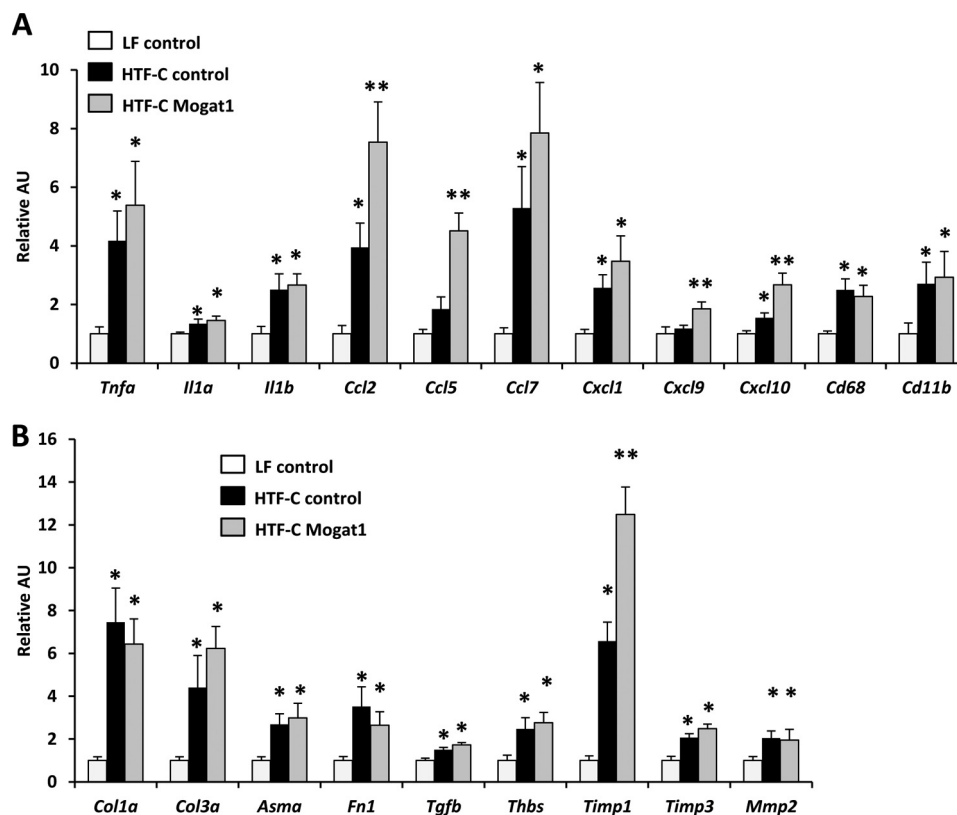 A
LF control
HTF-C control
HTF-C Mogat1
Relative AU
10
8
6
4
2
0
* * * * * * * ** * ** * * * * ** * ** * * * *
Tnfa Il1a Il1b Ccl2 Ccl5 Ccl7 Cxcl1 Cxcl9 Cxcl10 Cd68 Cd11b
B
LF control
HTF-C control
HTF-C Mogat1
Relative AU
16
14
12
10
8
6
4
2
0
* * * * * * * * * * * * * ** * * * *
Col1a Col3a Asma Fn1 Tgfb Thbs Timp1 Timp3 Mmp2